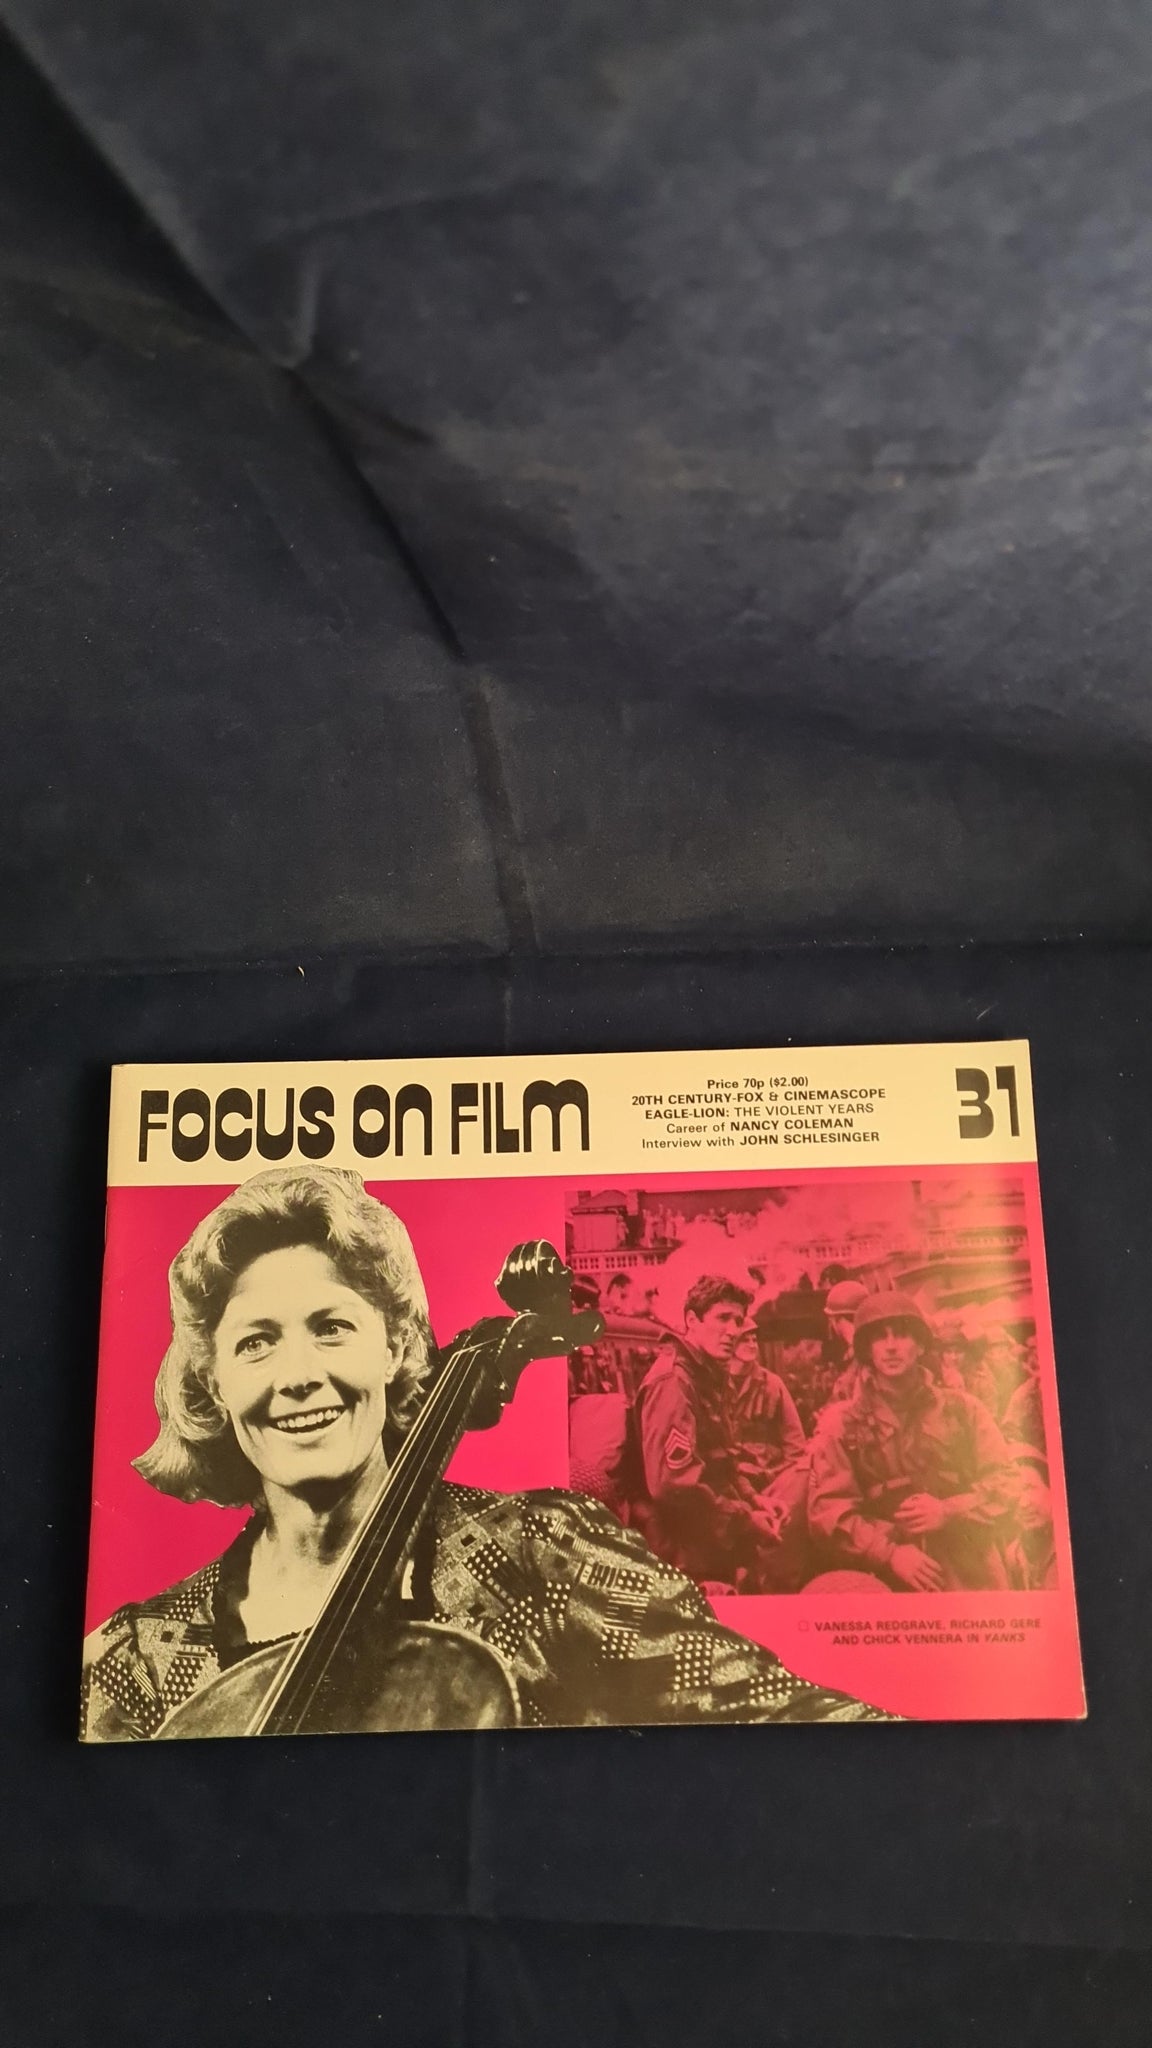 FOCUS ON FILM
Price 70p ($2.00)
20TH CENTURY-FOX & CINEMASCOPE
EAGLE-LION: THE VIOLENT YEARS
Career of NANCY COLEMAN
Interview with JOHN SCHLESINGER
31
VANESSA REDGRAVE, RICHARD GERE
AND CHICK VENNERA IN YANKS